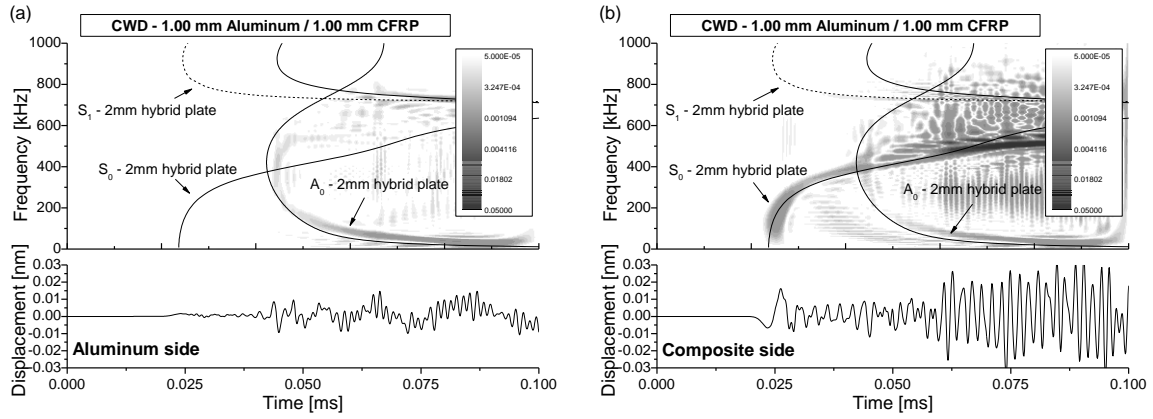 (a)
CWD - 1.00 mm Aluminum / 1.00 mm CFRP
Frequency [kHz]
1000
800
600
400
200
0
S1 - 2mm hybrid plate
S0 - 2mm hybrid plate
A0 - 2mm hybrid plate
5.000E-05
3.247E-04
0.001094
0.004116
0.01802
0.05000
Displacement [nm]
0.03
0.02
0.01
0.00
-0.01
-0.02
-0.03
Aluminum side
0.000
0.025
0.050
0.075
0.100
Time [ms]
(b)
CWD - 1.00 mm Aluminum / 1.00 mm CFRP
Frequency [kHz]
1000
800
600
400
200
0
S1 - 2mm hybrid plate
S0 - 2mm hybrid plate
A0 - 2mm hybrid plate
5.000E-05
3.247E-04
0.001094
0.004116
0.01802
0.05000
Displacement [nm]
0.03
0.02
0.01
0.00
-0.01
-0.02
-0.03
Composite side
0.000
0.025
0.050
0.075
0.100
Time [ms]